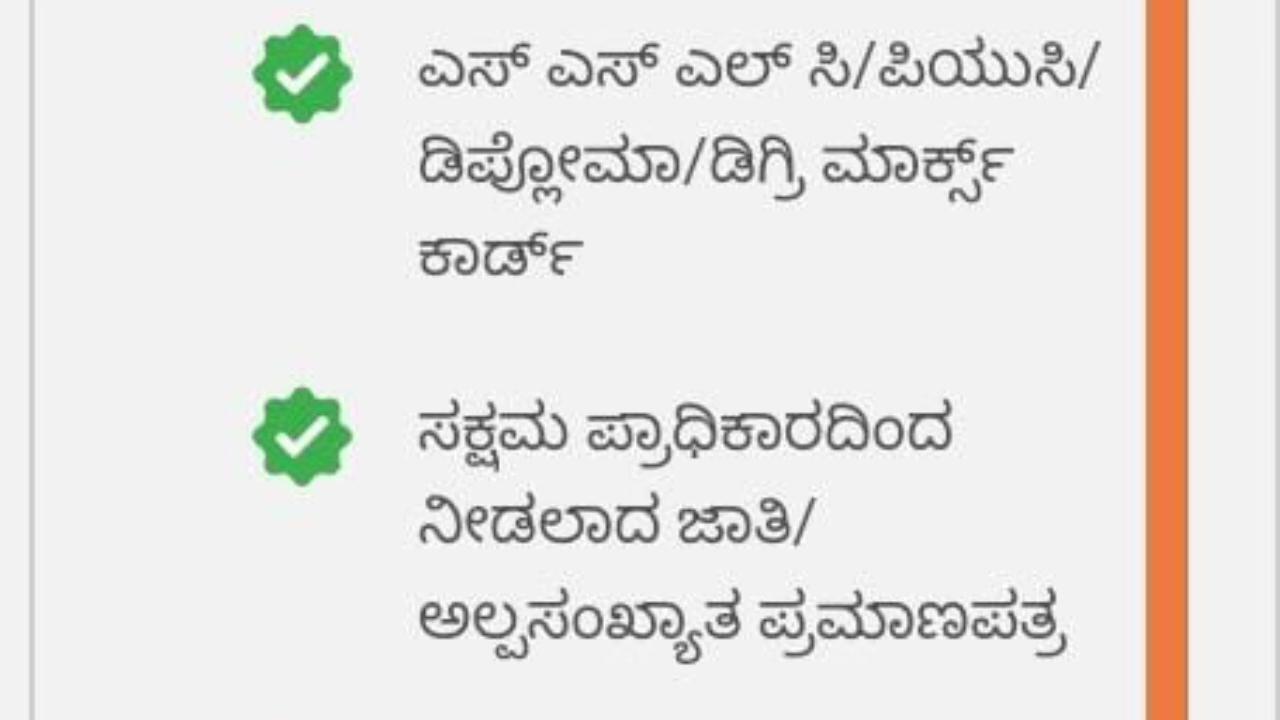 ಎಸ್ ಎಸ್ ಎಲ್ ಸಿ/ಪಿಯುಸಿ/
ಡಿಪ್ಲೋಮಾ/ಡಿಗ್ರಿ ಮಾರ್ಕ್ಸ್
ಕಾರ್ಡ್
ಸಕ್ಷಮ ಪ್ರಾಧಿಕಾರದಿಂದ
ನೀಡಲಾದ ಜಾತಿ/
ಅಲ್ಪಸಂಖ್ಯಾತ ಪ್ರಮಾಣಪತ್ರ